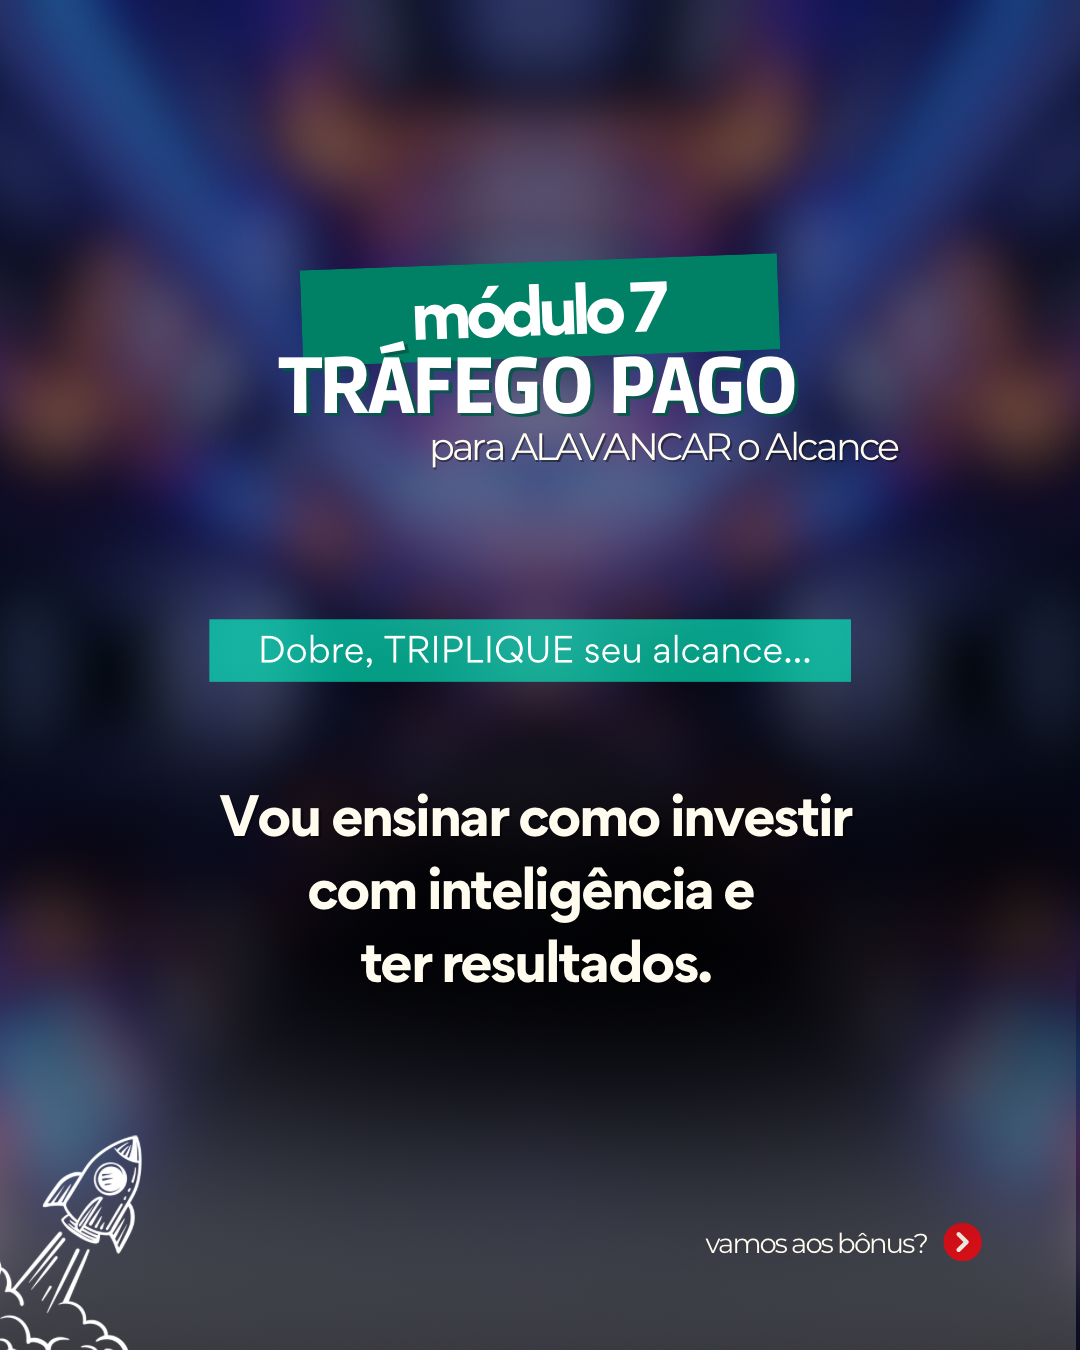 módulo 7
TRÁFEGO PAGO
para ALAVANCAR o Alcance
Dobre, TRIPLIQUE seu alcance...
Vou ensinar como investir
com inteligência e
ter resultados.
vamos aos bônus?